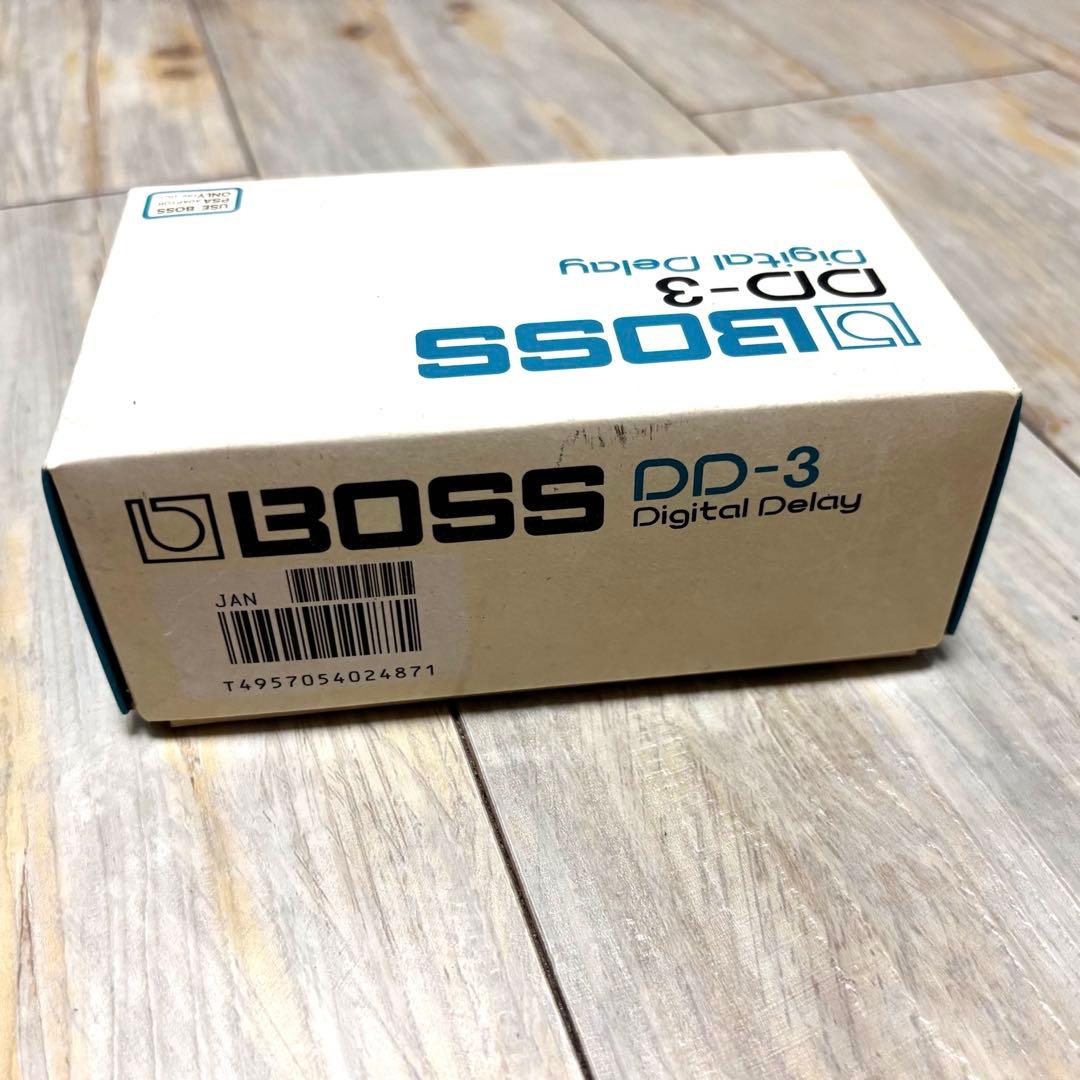 USE BOSS
PSA ADAPTOR
ONLY
BOSS
DD-3
Digital Delay
BOSS
DD-3
Digital Delay
JAN
T4957054024871